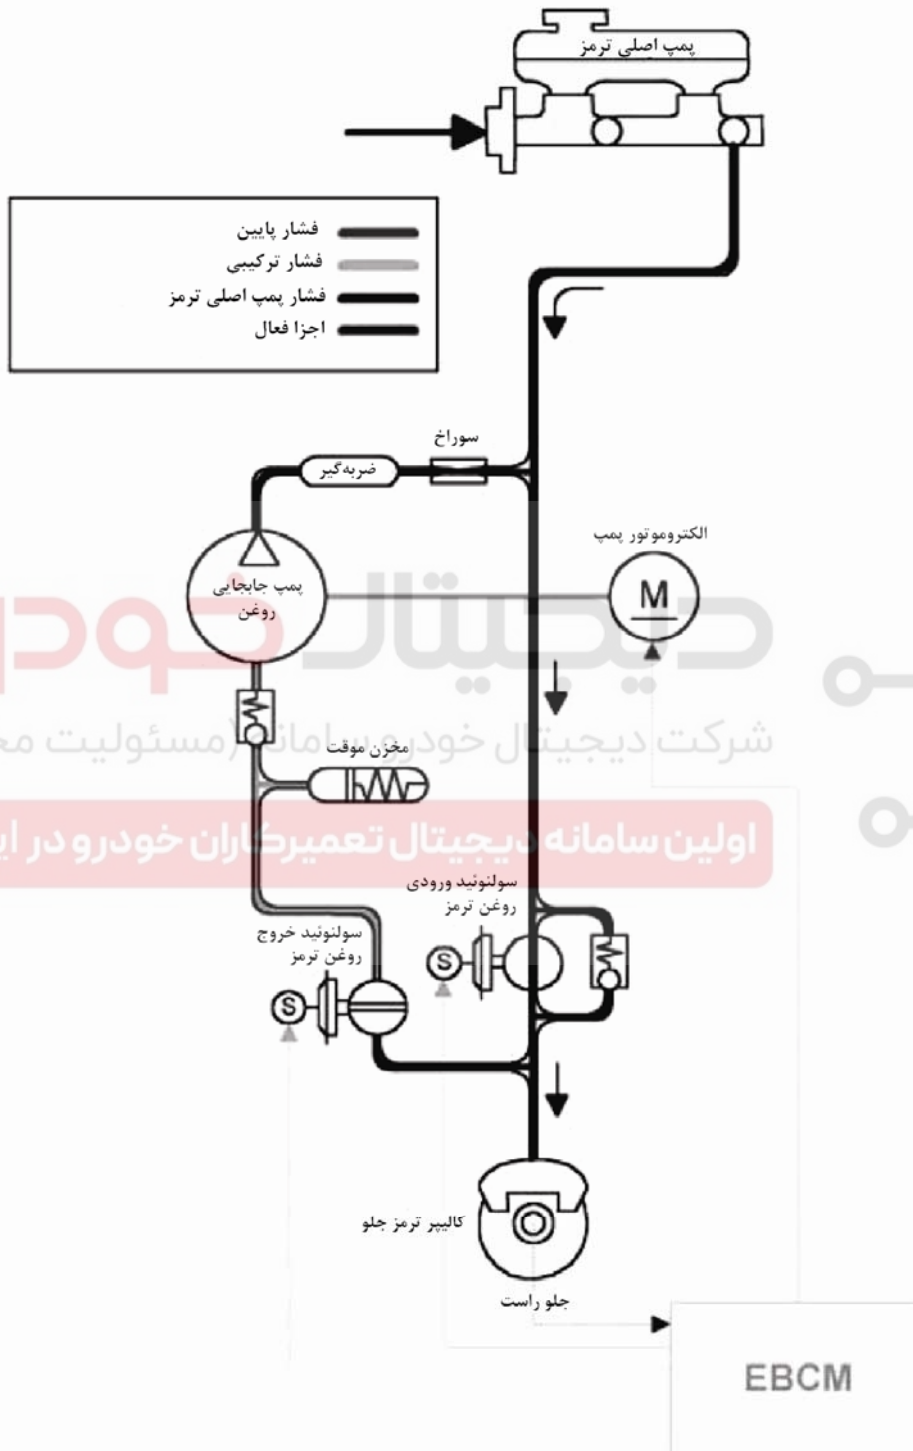 پمپ اصلی ترمز
فشار پایین
فشار ترکیبی
فشار پمپ اصلی ترمز
اجزا فعال
سوراخ
ضربه‌گیر
الکتروموتور پمپ
M
پمپ جابجایی
روغن
دیجیتال خودرو
شرکت دیجیتال خودرو سامانه (مسئولیت
مخزن موقت
اولین سامانه دیجیتال تعمیرکاران خودرو در
سولنوئید ورودی
روغن ترمز
سولنوئید خروج
روغن ترمز
S
S
کالیپر ترمز جلو
جلو راست
EBCM